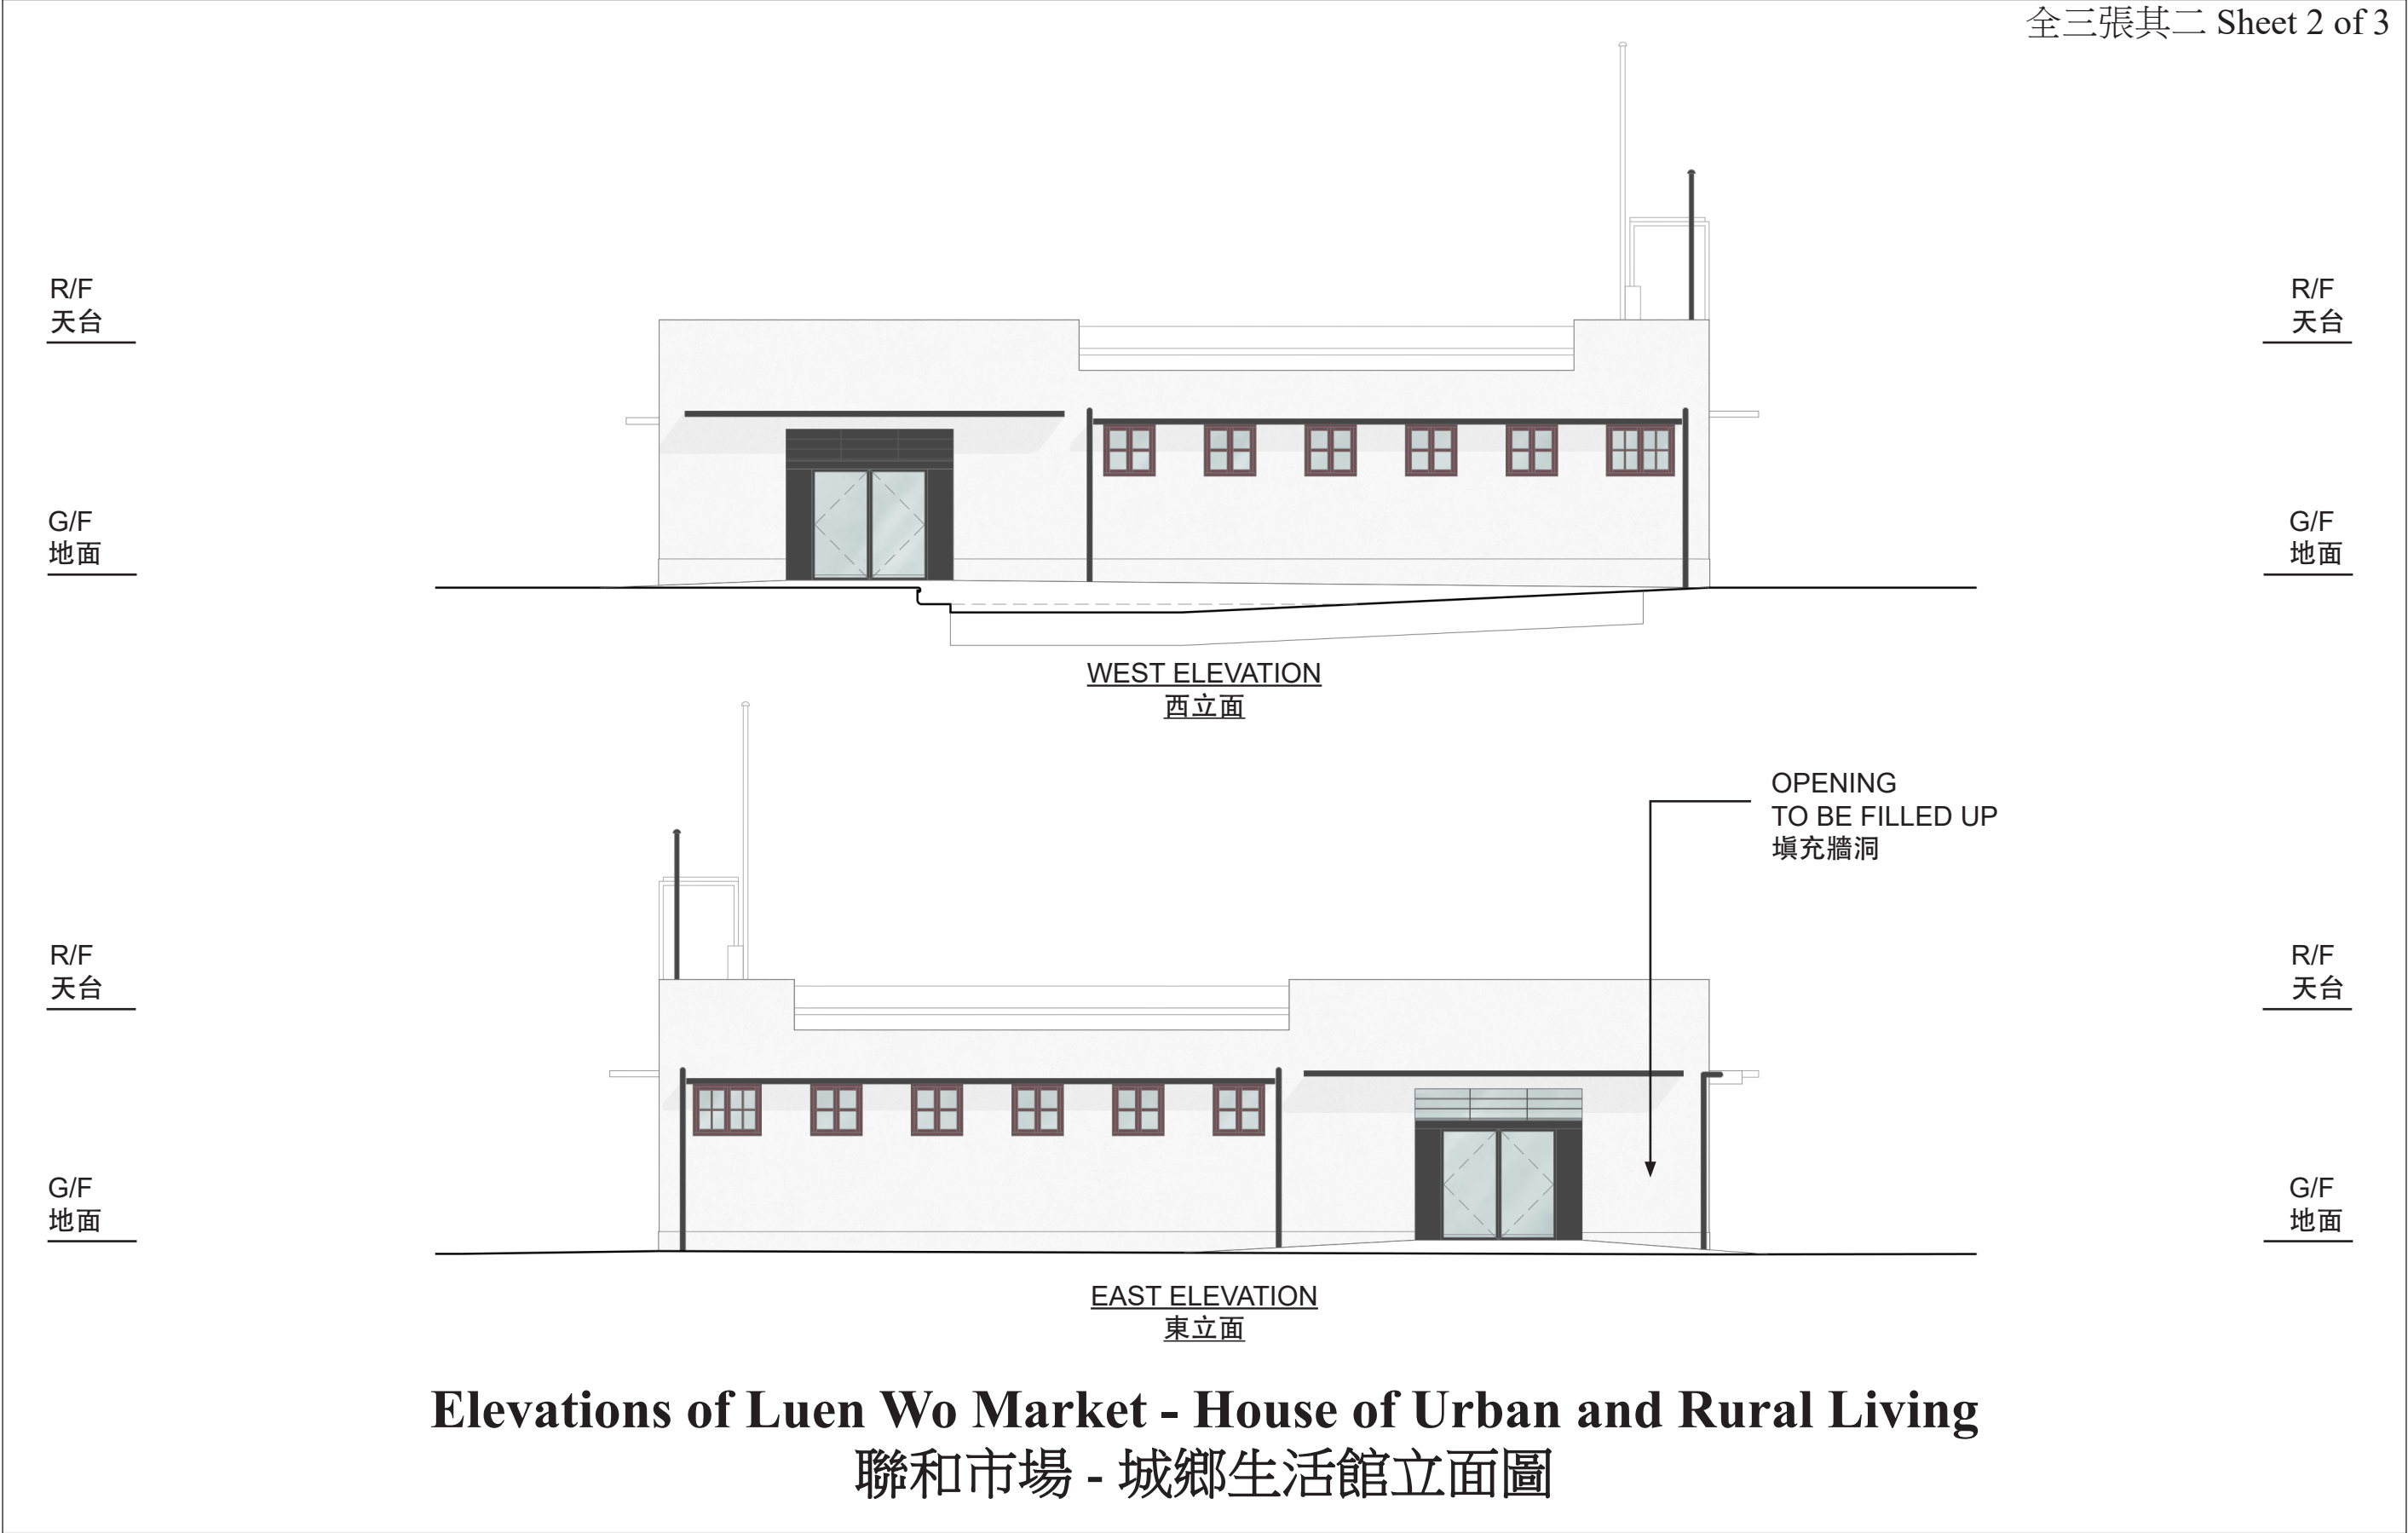 全三張其二 Sheet 2 of 3
R/F
天台
R/F
天台
G/F
地面
G/F
地面
WEST ELEVATION
西立面
OPENING
TO BE FILLED UP
填充牆洞
R/F
天台
R/F
天台
G/F
地面
G/F
地面
EAST ELEVATION
東立面
Elevations of Luen Wo Market - House of Urban and Rural Living
聯和市場 - 城鄉生活館立面圖